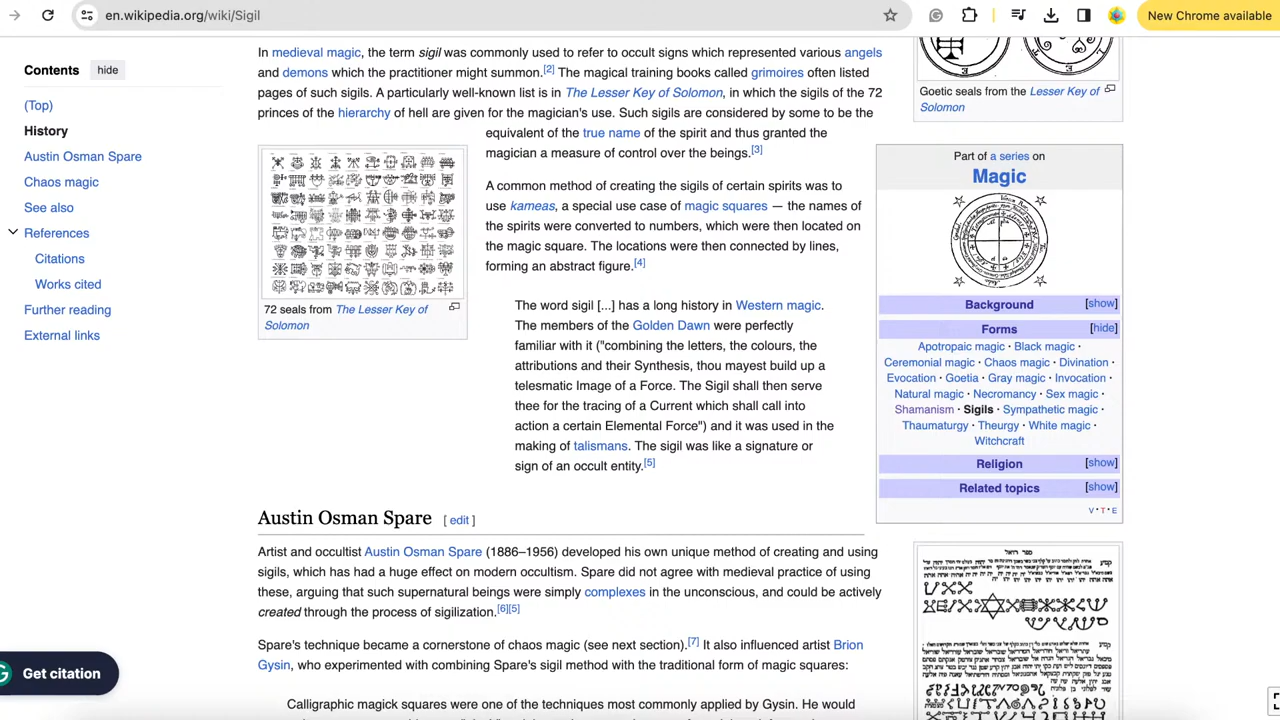 en.wikipedia.org/wiki/Sigil
New Chrome available
Contents hide
(Top)
History
Austin Osman Spare
Chaos magic
See also
References
Citations
Works cited
Further reading
External links
Get citation
In medieval magic, the term sigil was commonly used to refer to occult signs which represented various angels
and demons which the practitioner might summon.[2] The magical training books called grimoires often listed
pages of such sigils. A particularly well-known list is in The Lesser Key of Solomon, in which the sigils of the 72
princes of the hierarchy of hell are given for the magician's use. Such sigils are considered by some to be the
equivalent of the true name of the spirit and thus granted the
magician a measure of control over the beings.[3]
72 seals from The Lesser Key of
Solomon
A common method of creating the sigils of certain spirits was to
use kameas, a special use case of magic squares — the names of
the spirits were converted to numbers, which were then located on
the magic square. The locations were then connected by lines,
forming an abstract figure.[4]
The word sigil [...] has a long history in Western magic.
The members of the Golden Dawn were perfectly
familiar with it ("combining the letters, the colours, the
attributions and their Synthesis, thou mayest build up a
telesmatic Image of a Force. The Sigil shall then serve
thee for the tracing of a Current which shall call into
action a certain Elemental Force") and it was used in the
making of talismans. The sigil was like a signature or
sign of an occult entity.[5]
Austin Osman Spare [ edit ]
Artist and occultist Austin Osman Spare (1886–1956) developed his own unique method of creating and using
sigils, which has had a huge effect on modern occultism. Spare did not agree with medieval practice of using
these, arguing that such supernatural beings were simply complexes in the unconscious, and could be actively
created through the process of sigilization.[6][5]
Spare's technique became a cornerstone of chaos magic (see next section).[7] It also influenced artist Brion
Gysin, who experimented with combining Spare's sigil method with the traditional form of magic squares:
Calligraphic magick squares were one of the techniques most commonly applied by Gysin. He would
Goetic seals from the Lesser Key of
Solomon
Part of a series on
Magic
Background [show]
Forms [hide]
Apotropaic magic · Black magic ·
Ceremonial magic · Chaos magic · Divination ·
Evocation · Goetia · Gray magic · Invocation ·
Natural magic · Necromancy · Sex magic ·
Shamanism · Sigils · Sympathetic magic ·
Thaumaturgy · Theurgy · White magic ·
Witchcraft
Religion [show]
Related topics [show]
V · T · E